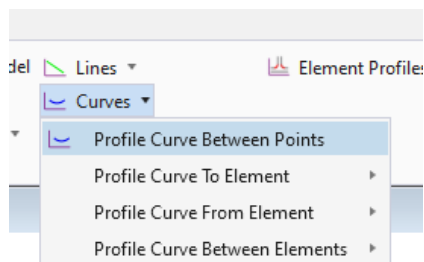 del Lines Element Profiles
Curves
Profile Curve Between Points
Profile Curve To Element
Profile Curve From Element
Profile Curve Between Elements